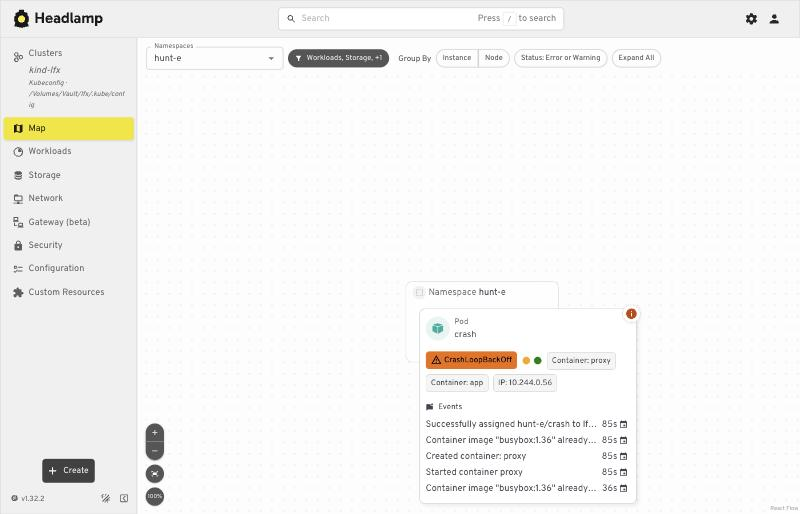 Headlamp
Search
Press / to search
Clusters
kind-lfx
Kubeconfig -
/Volumes/Vault/lfx/.kube/conf
ig
Map
Workloads
Storage
Network
Gateway (beta)
Security
Configuration
Custom Resources
Create
v1.32.2
Namespaces
hunt-e
Workloads, Storage, +1
Group By
Instance
Node
Status: Error or Warning
Expand All
Namespace hunt-e
Pod
crash
CrashLoopBackOff
Container: proxy
Container: app
IP: 10.244.0.56
Events
Successfully assigned hunt-e/crash to lf... 85s
Container image "busybox:1.36" already... 85s
Created container: proxy 85s
Started container proxy 85s
Container image "busybox:1.36" already... 36s
+
−
100%
React Flow